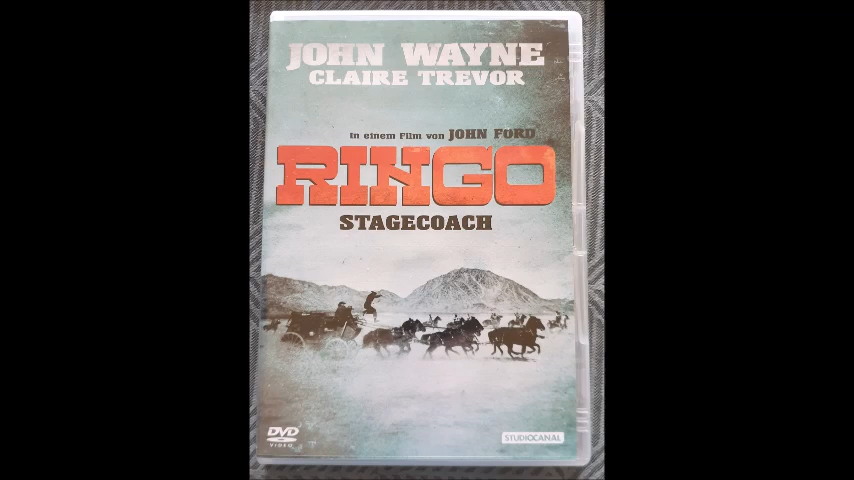 JOHN WAYNE
CLAIRE TREVOR
In einem Film von JOHN FORD
RINGO
STAGECOACH
DVD
VIDEO
STUDIOCANAL